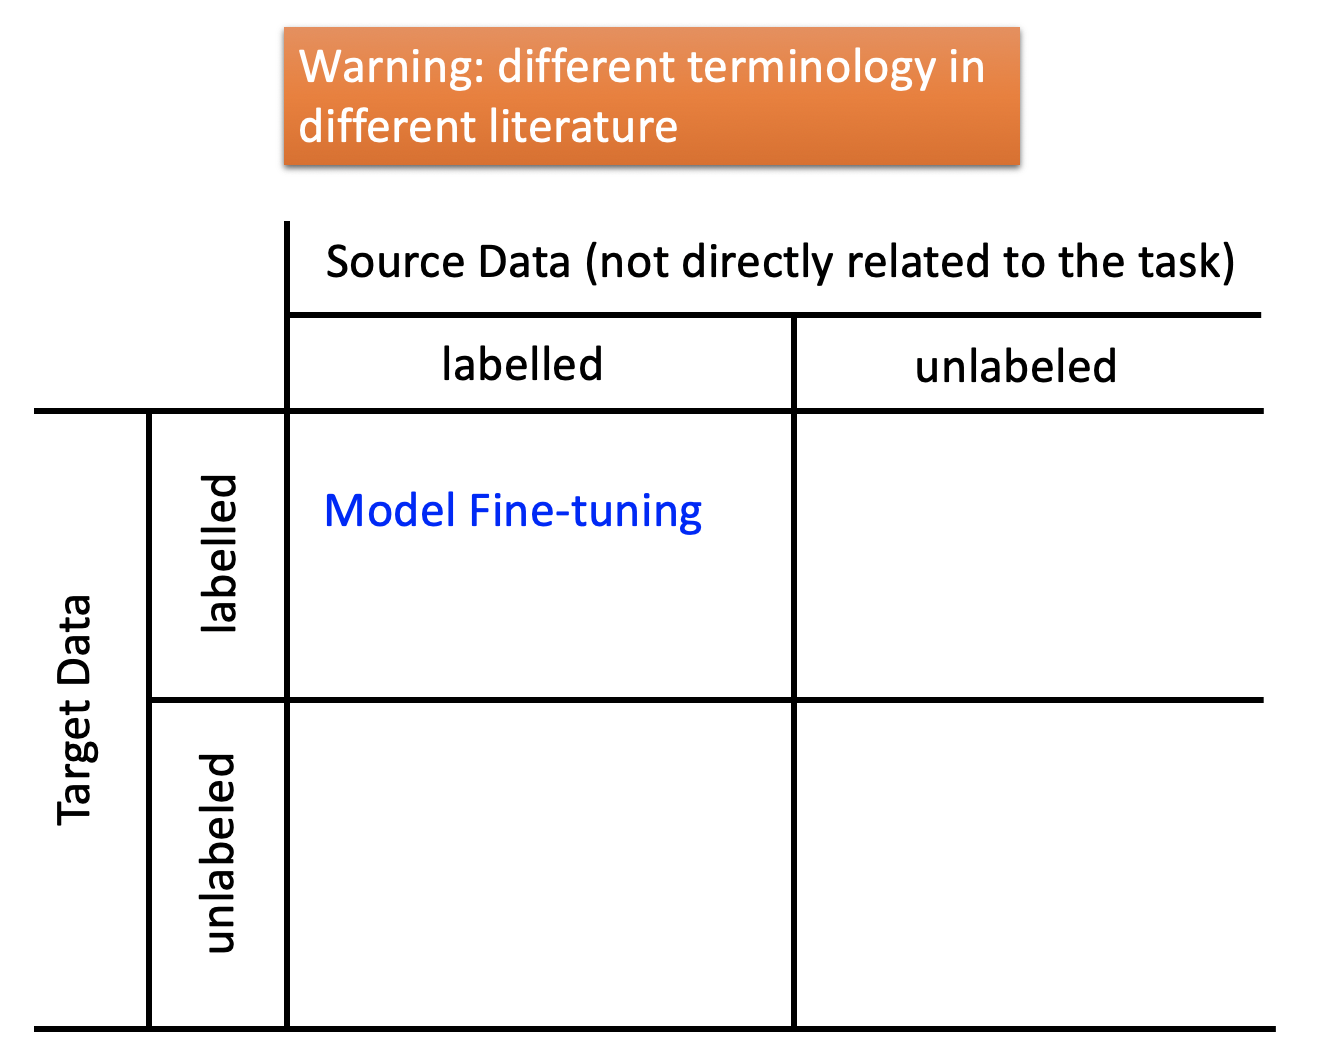 Warning: different terminology in
different literature
Source Data (not directly related to the task)
labelled
unlabeled
Target Data
labelled
Model Fine-tuning
unlabeled